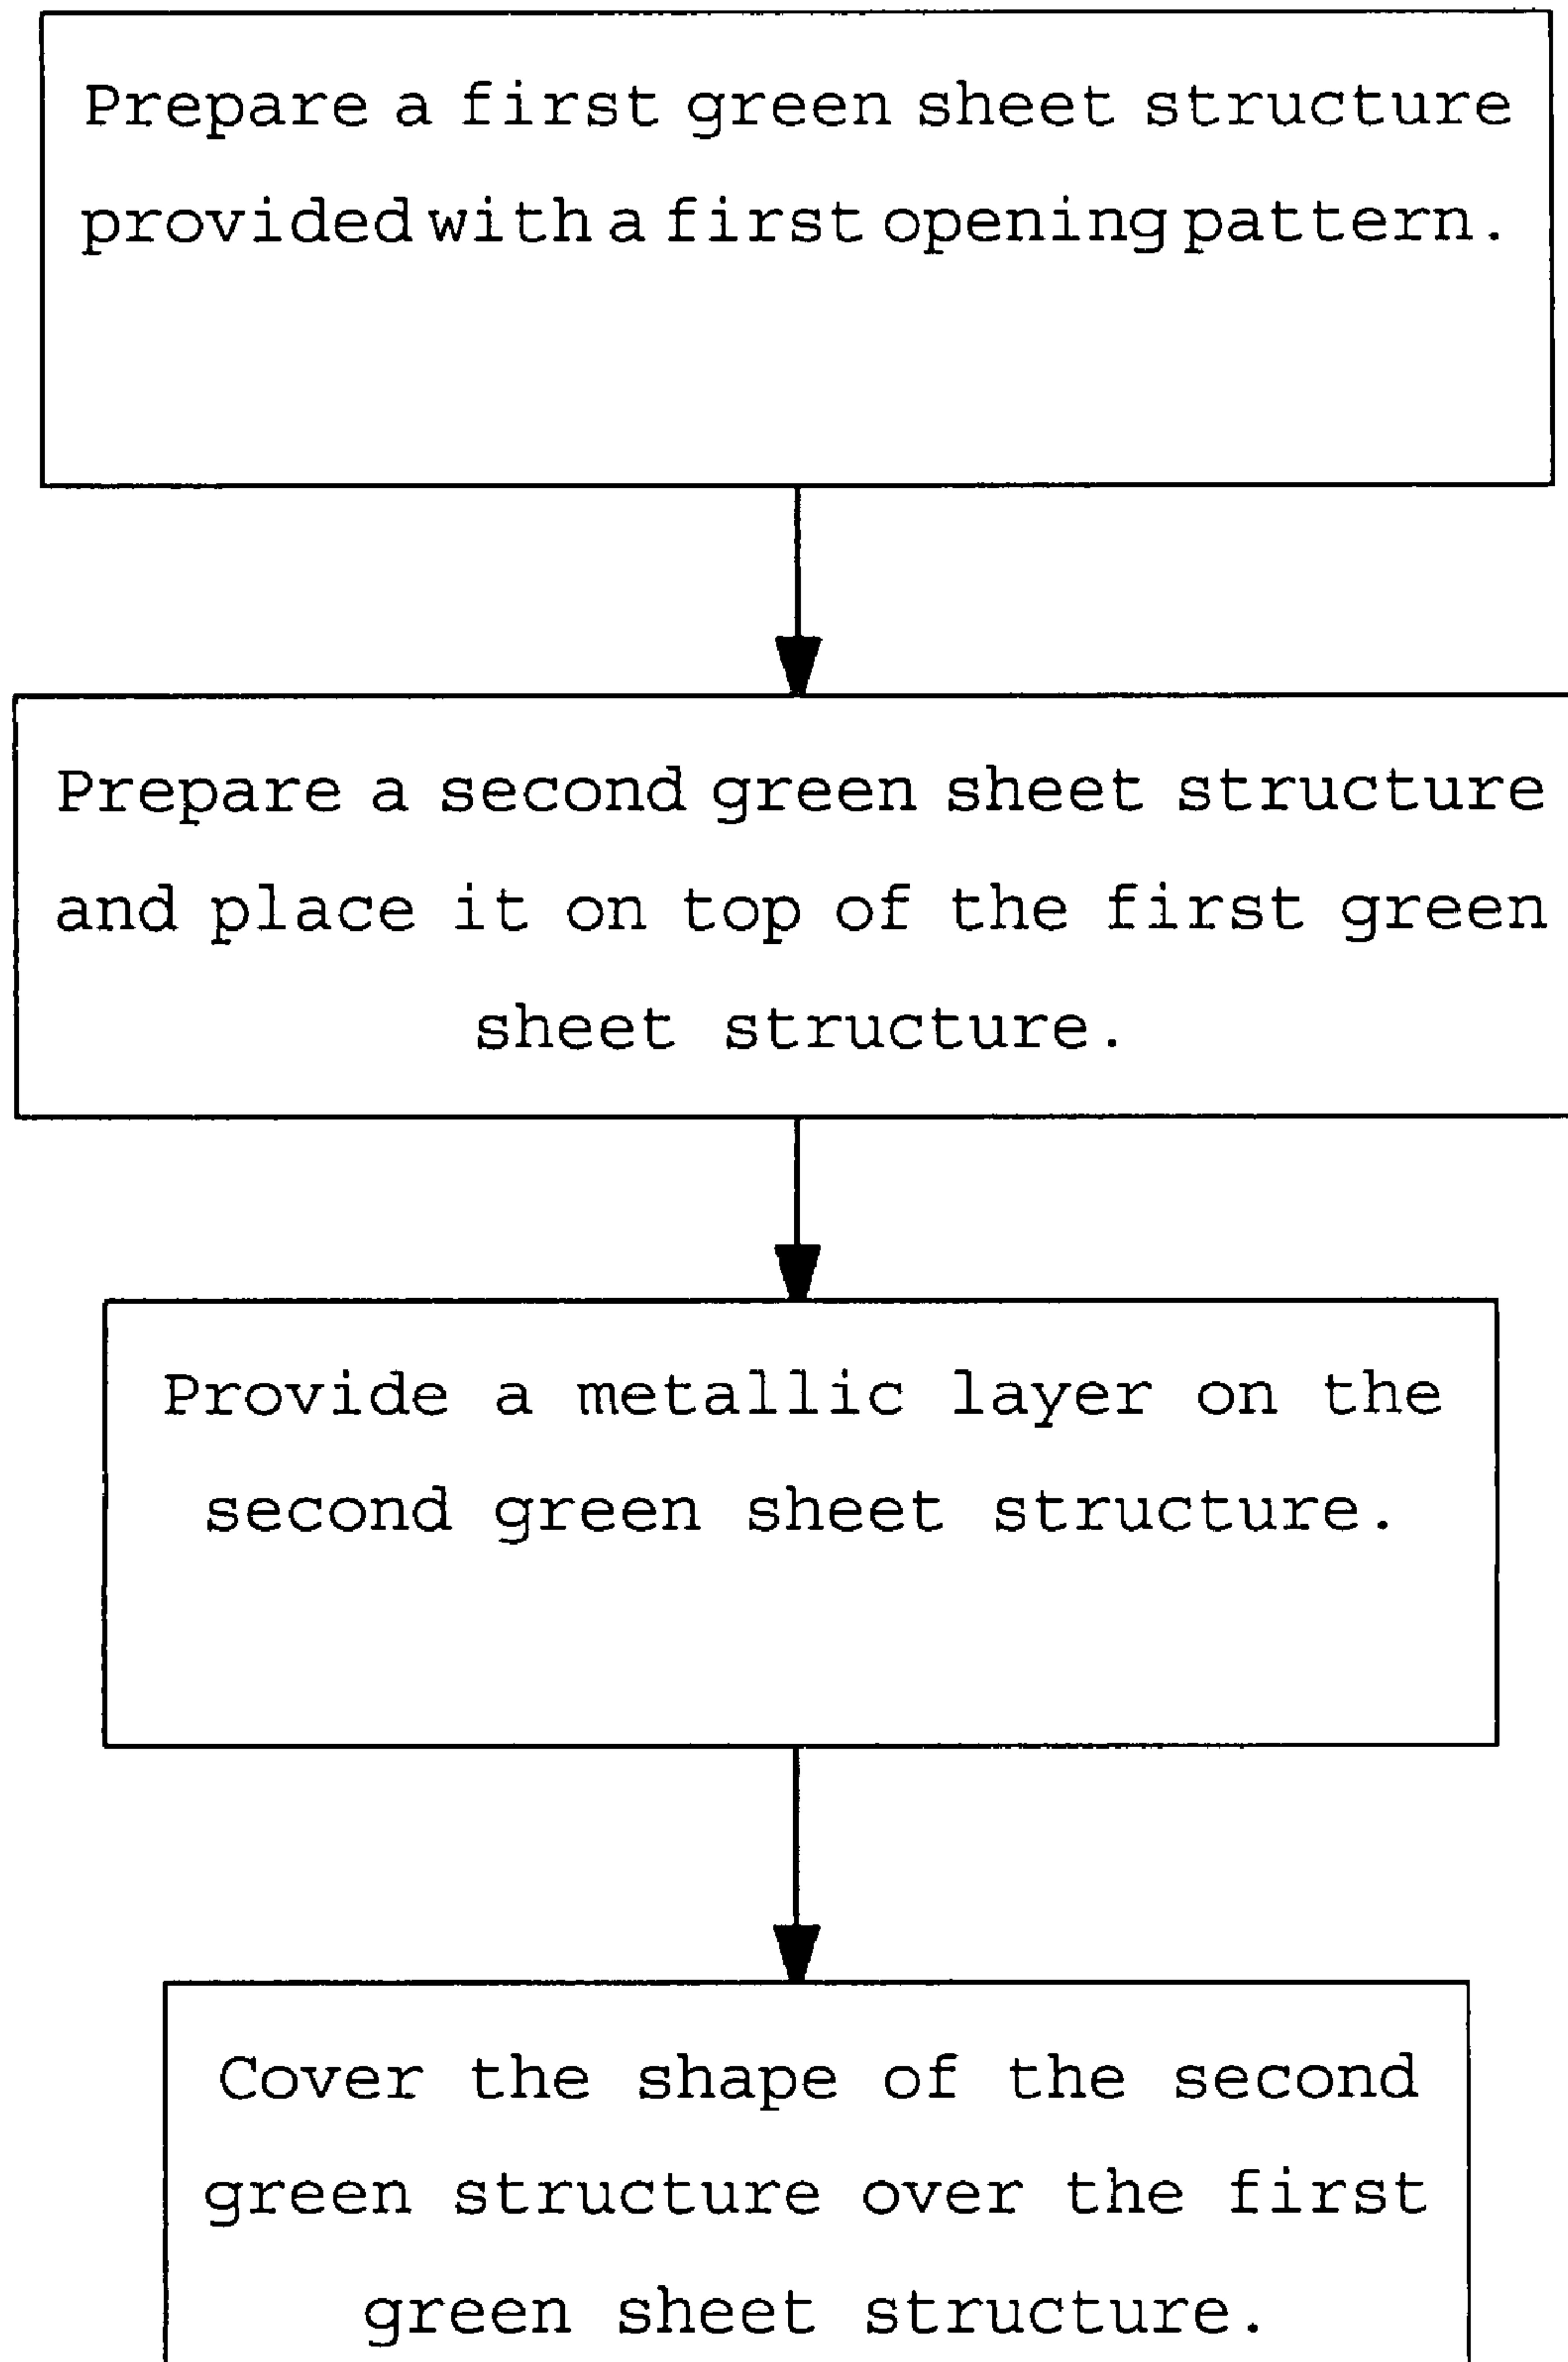 Prepare a first green sheet structure
provided with a first opening pattern.
Prepare a second green sheet structure
and place it on top of the first green
sheet structure.
Provide a metallic layer on the
second green sheet structure.
Cover the shape of the second
green structure over the first
green sheet structure.